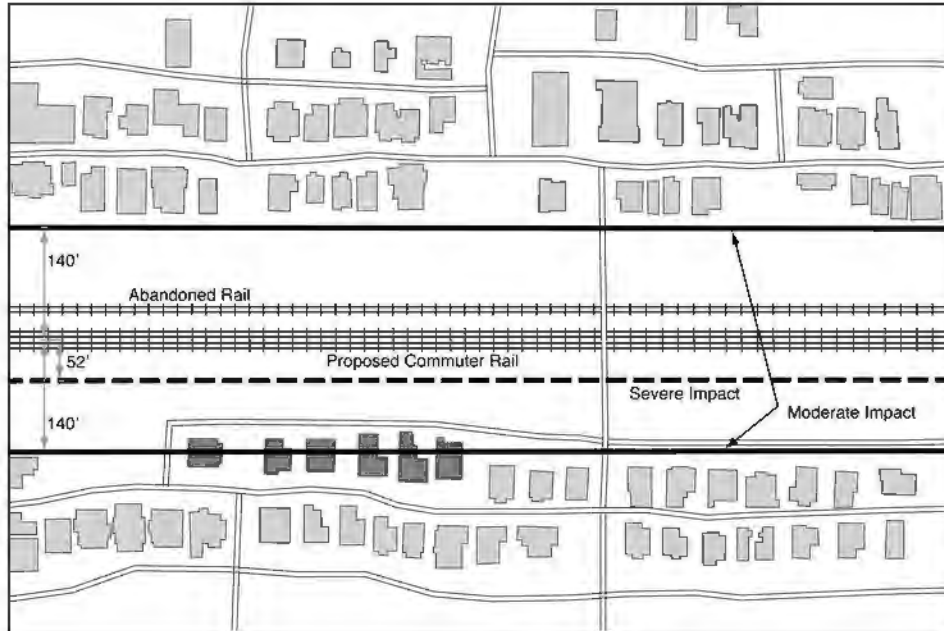 140'
Abandoned Rail
52'
Proposed Commuter Rail
Severe Impact
Moderate Impact
140'